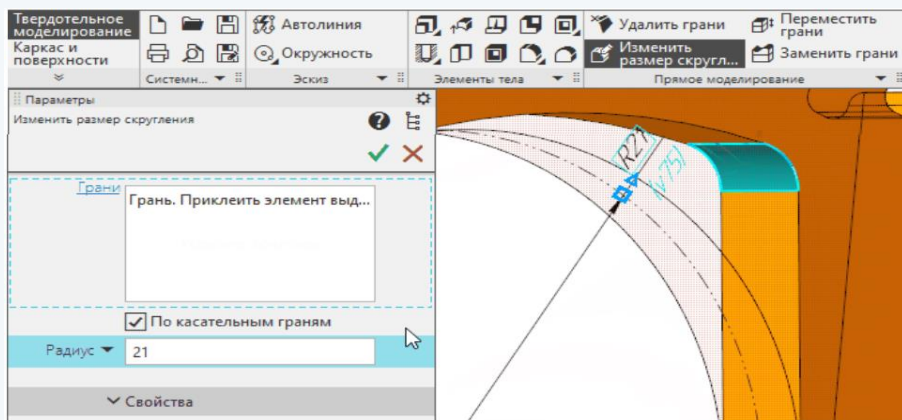 Твердотельное
моделирование
Каркас и
поверхности
Системн...
Автолиния
Окружность
Эскиз
Элементы тела
Удалить грани
Изменить
размер скругл...
Переместить
грани
Заменить грани
Прямое моделирование
Параметры
Изменить размер скругления
Грани
Грань. Приклеить элемент выд...
По касательным граням
Радиус
21
Свойства
R21
(v75)